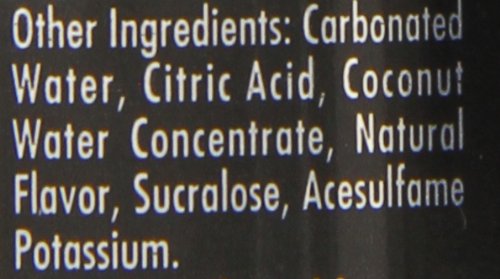 Other Ingredients: Carbonated
Water, Citric Acid, Coconut
Water Concentrate, Natural
Flavor, Sucralose, Acesulfame
Potassium.